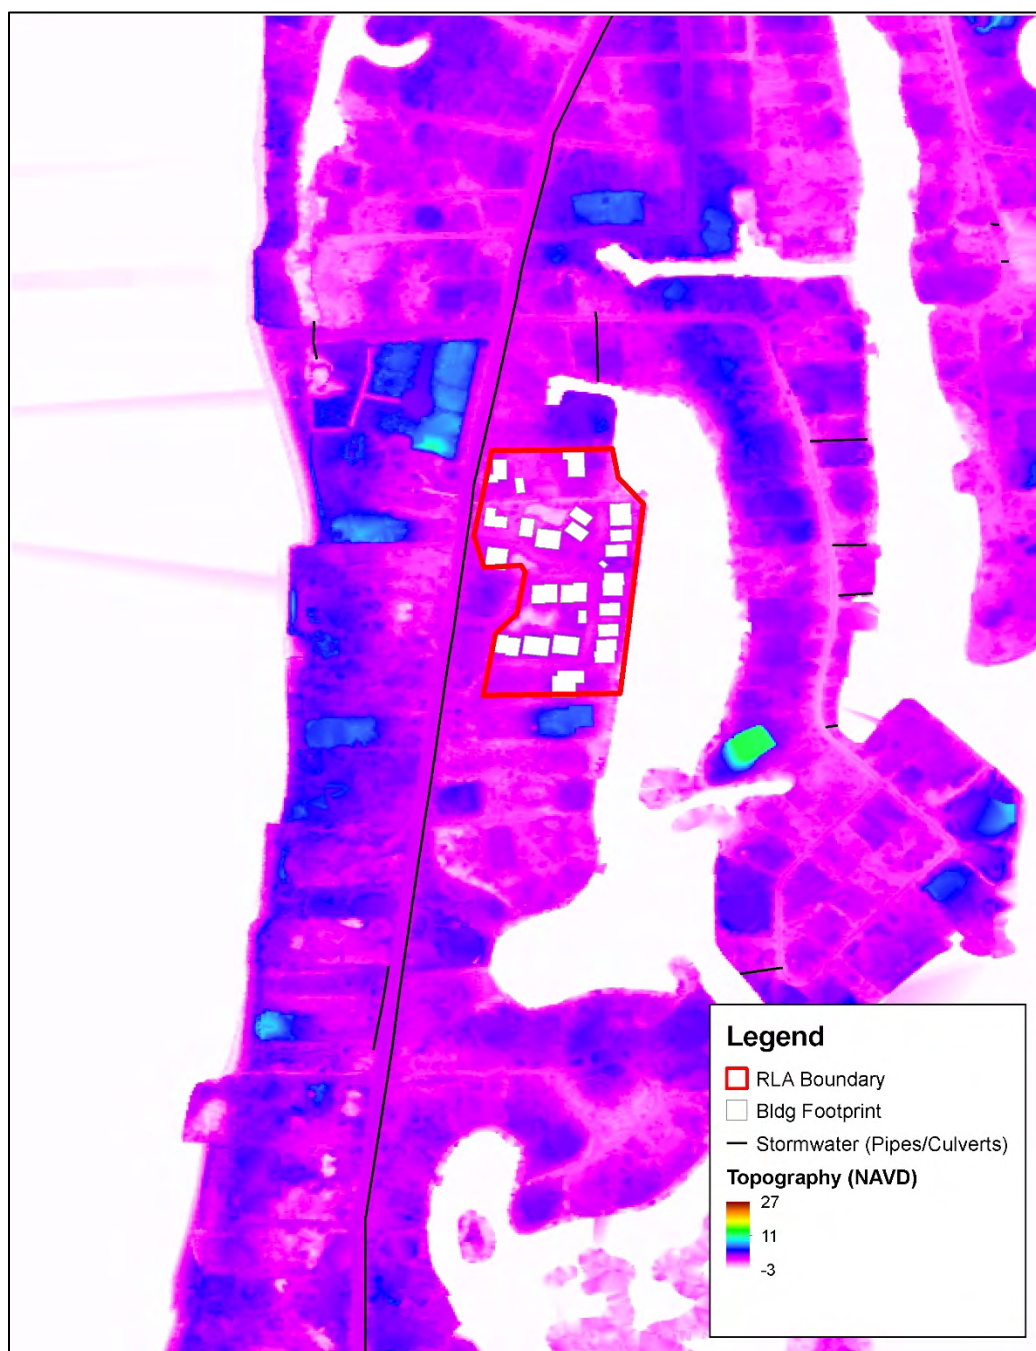 Legend
RLA Boundary
Bldg Footprint
Stormwater (Pipes/Culverts)
Topography (NAVD)
27
11
-3